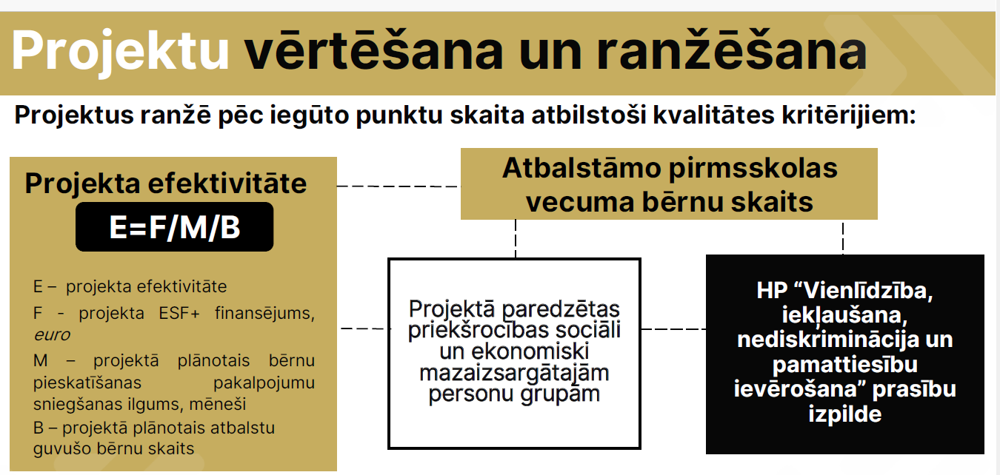 Projektu vērtēšana un ranžēšana
Projektus ranžē pēc iegūto punktu skaita atbilstoši kvalitātes kritērijiem:
Projekta efektivitāte
E=F/M/B
E – projekta efektivitāte
F - projekta ESF+ finansējums,
euro
M – projektā plānotais bērnu
pieskatīšanas pakalpojumu
sniegšanas ilgums, mēneši
B – projektā plānotais atbalstu
guvušo bērnu skaits
Atbalstāmo pirmsskolas
vecuma bērnu skaits
Projektā paredzētas
priekšrocības sociāli
un ekonomiski
mazaizsargātajām
personu grupām
HP “Vienlīdzība,
iekļaušana,
nediskriminācija un
pamattiesību
ievērošana” prasību
izpilde